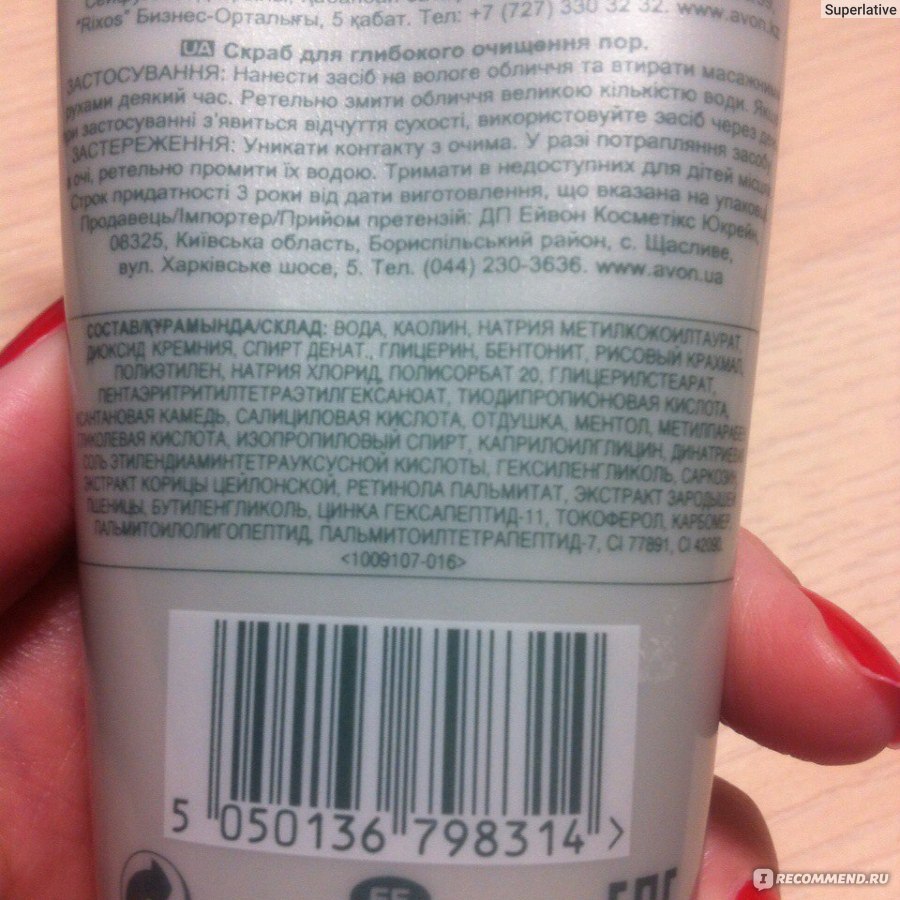 Superlative
"Rixos" Бизнес-Орталығы, 5 қабат. Тел: +7 (727) 330 32 32. www.avon.kz
UA Скраб для глибокого очищення пор.
ЗАСТОСУВАННЯ: Нанести засіб на вологе обличчя та втирати масажними
рухами деякий час. Ретельно змити обличчя великою кількістю води. Якщо
при застосуванні з'явиться відчуття сухості, використовуйте засіб через
ЗАСТЕРЕЖЕННЯ: Уникати контакту з очима. У разі потрапляння засобу
в очі, ретельно промити їх водою. Тримати в недоступних для дітей місцях
Строк придатності 3 роки від дати виготовлення, що вказана на упаковці
Продавець/Імпортер/Прийом претензій: ДП Ейвон Косметікс Юкрейн,
08325, Київська область, Бориспільський район, с. Щасливе,
вул. Харківське шосе, 5. Тел. (044) 230-3636. www.avon.ua
СОСТАВ/ҚҰРАМЫНДА/СКЛАД: ВОДА, КАОЛИН, НАТРИЯ МЕТИЛКОКОИЛТАУРАТ,
ДИОКСИД КРЕМНИЯ, СПИРТ ДЕНАТ., ГЛИЦЕРИН, БЕНТОНИТ, РИСОВЫЙ КРАХМАЛ,
ПОЛИЭТИЛЕН, НАТРИЯ ХЛОРИД, ПОЛИСОРБАТ 20, ГЛИЦЕРИЛСТЕАРАТ,
ПЕНТАЭРИТРИТИЛТЕТРАЭТИЛГЕКСАНОАТ, ТИОДИПРОПИОНОВАЯ КИСЛОТА,
КСАНТАНОВАЯ КАМЕДЬ, САЛИЦИЛОВАЯ КИСЛОТА, ОТДУШКА, МЕНТОЛ, МЕТИЛПАРАБЕН,
ГЛИКОЛЕВАЯ КИСЛОТА, ИЗОПРОПИЛОВЫЙ СПИРТ, КАПРИЛОИЛГЛИЦИН, ДИНАТРИЕВАЯ
СОЛЬ ЭТИЛЕНДИАМИНТЕТРАУКСУСНОЙ КИСЛОТЫ, ГЕКСИЛЕНГЛИКОЛЬ, САРКОЗИН,
ЭКСТРАКТ КОРИЦЫ ЦЕЙЛОНСКОЙ, РЕТИНОЛА ПАЛЬМИТАТ, ЭКСТРАКТ ЗАРОДЫШЕЙ
ПШЕНИЦЫ, БУТИЛЕНГЛИКОЛЬ, ЦИНКА ГЕКСАПЕПТИД-11, ТОКОФЕРОЛ, КАРБОМЕР,
ПАЛЬМИТОИЛОЛИГОПЕПТИД, ПАЛЬМИТОИЛТЕТРАПЕПТИД-7, CI 77891, CI 42090.
<1009107-016>
5 050136 798314 >
IRECOMMEND.RU